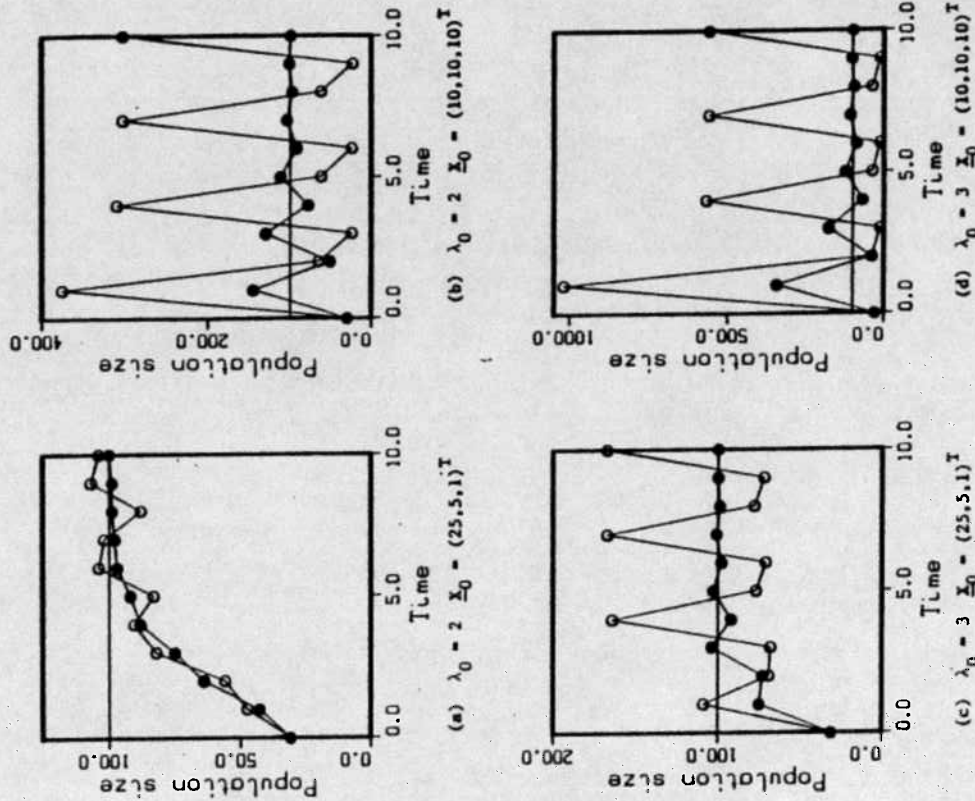 Population size
100.0
50.0
0.0
0.0 5.0 10.0
Time
(a) λ₀ = 2 X̲₀ = (25,5,1)ᵀ
Population size
400.0
200.0
0.0
0.0 5.0 10.0
Time
(b) λ₀ = 2 X̲₀ = (10,10,10)ᵀ
Population size
200.0
100.0
0.0
0.0 5.0 10.0
Time
(c) λ₀ = 3 X̲₀ = (25,5,1)ᵀ
Population size
1000.0
500.0
0.0
0.0 5.0 10.0
Time
(d) λ₀ = 3 X̲₀ = (10,10,10)ᵀ